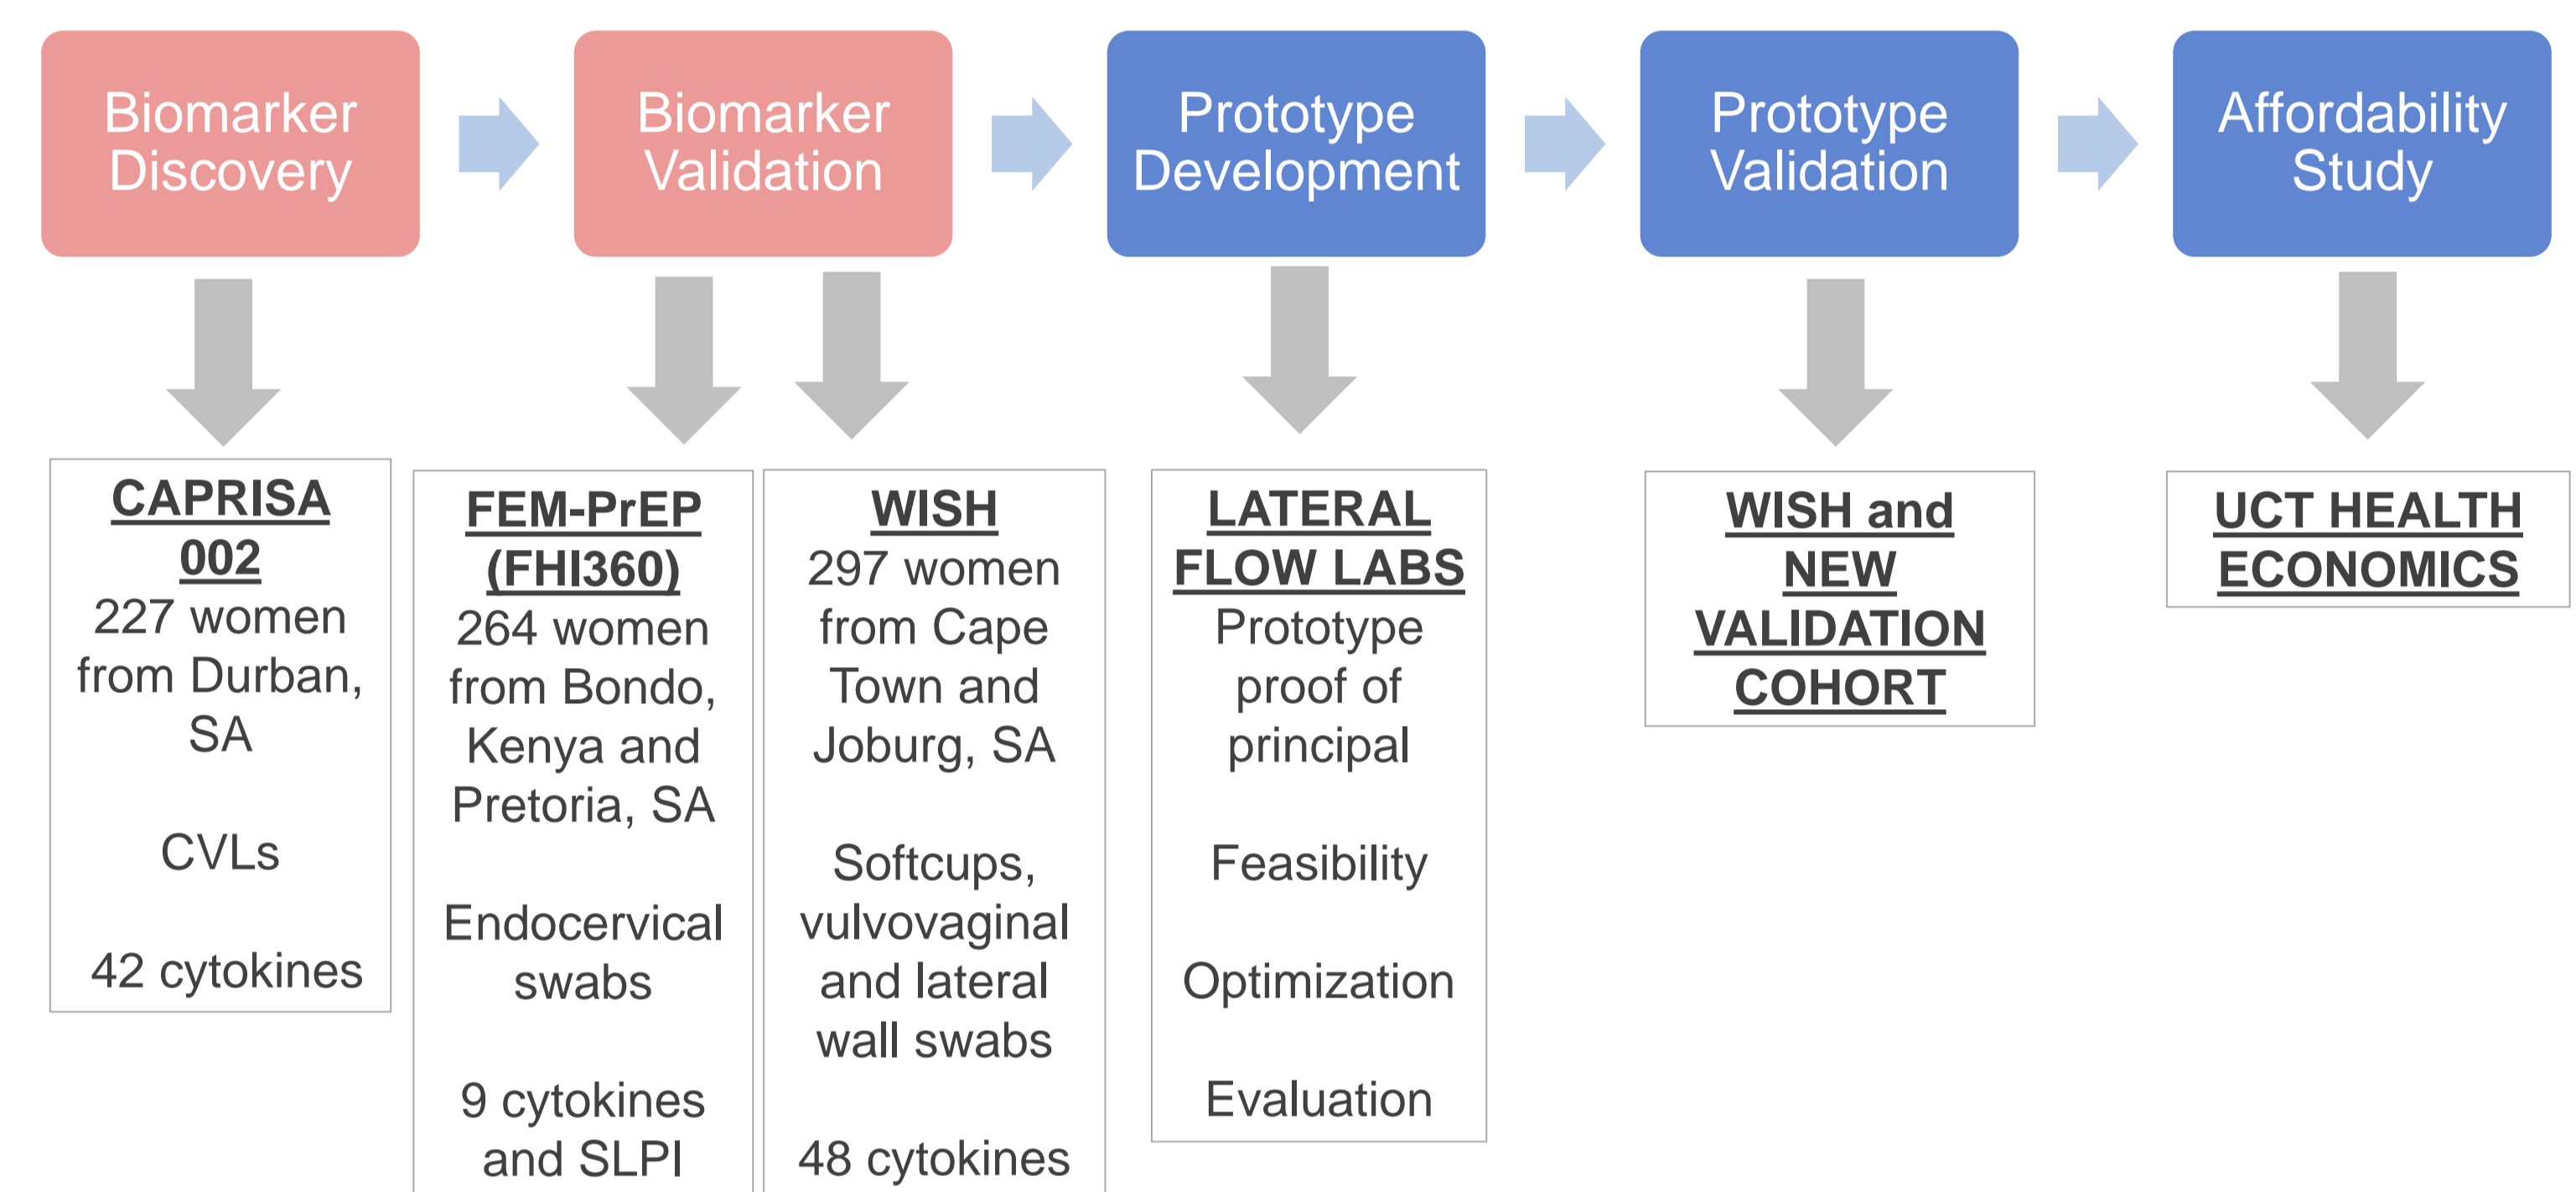 Biomarker
Discovery
Biomarker
Validation
Prototype
Development
Prototype
Validation
Affordability
Study
CAPRISA
002
227 women
from Durban,
SA
CVLs
42 cytokines
FEM-PrEP
(FHI360)
264 women
from Bondo,
Kenya and
Pretoria, SA
Endocervical
swabs
9 cytokines
and SLPI
WISH
297 women
from Cape
Town and
Joburg, SA
Softcups,
vulvovaginal
and lateral
wall swabs
48 cytokines
LATERAL
FLOW LABS
Prototype
proof of
principal
Feasibility
Optimization
Evaluation
WISH and
NEW
VALIDATION
COHORT
UCT HEALTH
ECONOMICS